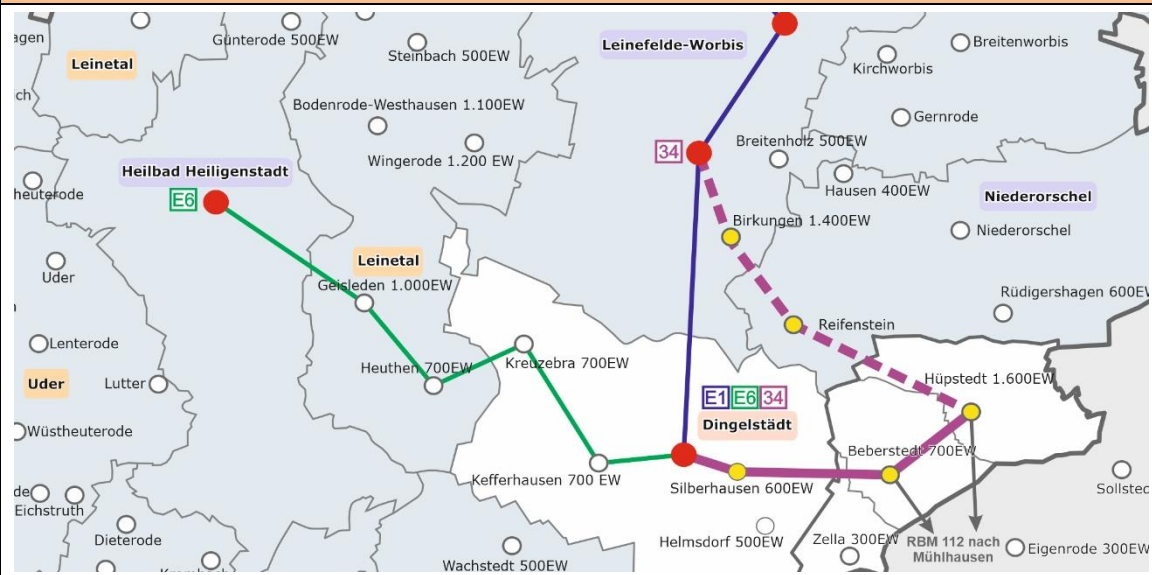 Günterode 500EW
Leinetal
Steinbach 500EW
Leinefelde-Worbis
Breitenworbis
Kirchworbis
Bodenrode-Westhausen 1.100EW
Gernrode
Wingerode 1.200 EW
34
Breitenholz 500EW
Heilbad Heiligenstadt
Hausen 400EW
heuterode
E6
Niederorschel
Birkungen 1.400EW
Niederorschel
Leinetal
Uder
Geisleden 1.000EW
Rüdigershagen 600EW
Reifenstein
Lenterode
Heuthen 700EW
Kreuzebra 700EW
Hüpstedt 1.600EW
Uder
Lutter
E1 E6 34
Dingelstädt
Wüstheuterode
Beberstedt 700EW
Kefferhausen 700 EW
Silberhausen 600EW
Eichstruth
Dieterode
Helmsdorf 500EW
Zella 300EW
RBM 112 nach
Mühlhausen
Eigenrode 300EW
Wachstedt 500EW